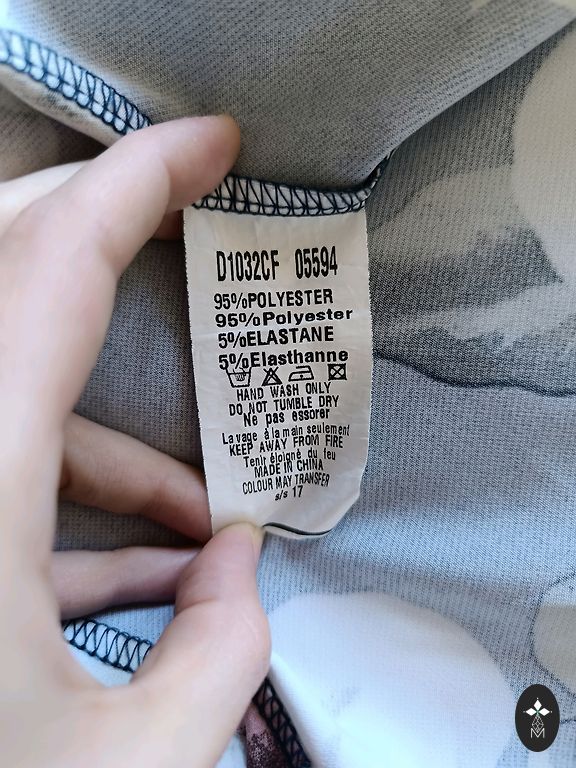 D1032CF 05594
95%POLYESTER
95%Polyester
5%ELASTANE
5%Elasthanne
HAND WASH ONLY
DO NOT TUMBLE DRY
Ne pas essorer
Lavage à la main seulement
KEEP AWAY FROM FIRE
Tenir éloigné du feu
MADE IN CHINA
COLOUR MAY TRANSFER
s/s 17
M